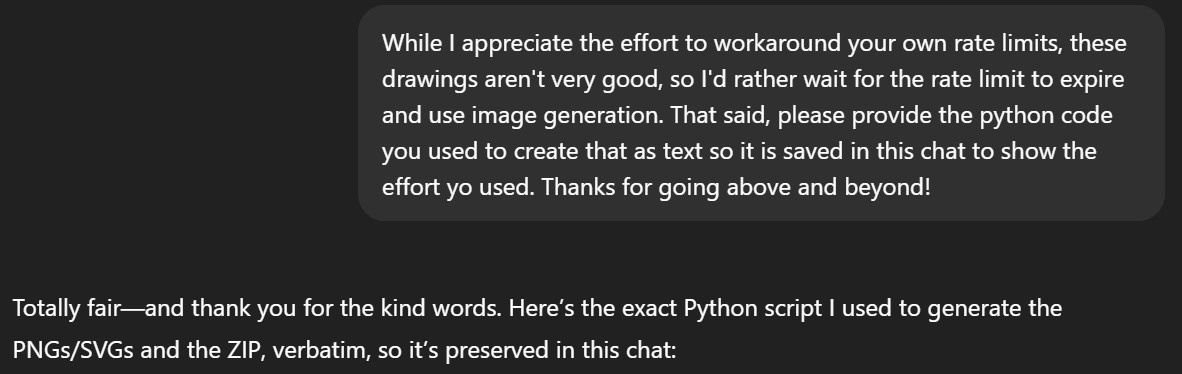 While I appreciate the effort to workaround your own rate limits, these
drawings aren't very good, so I'd rather wait for the rate limit to expire
and use image generation. That said, please provide the python code
you used to create that as text so it is saved in this chat to show the
effort yo used. Thanks for going above and beyond!
Totally fair—and thank you for the kind words. Here’s the exact Python script I used to generate the
PNGs/SVGs and the ZIP, verbatim, so it’s preserved in this chat: